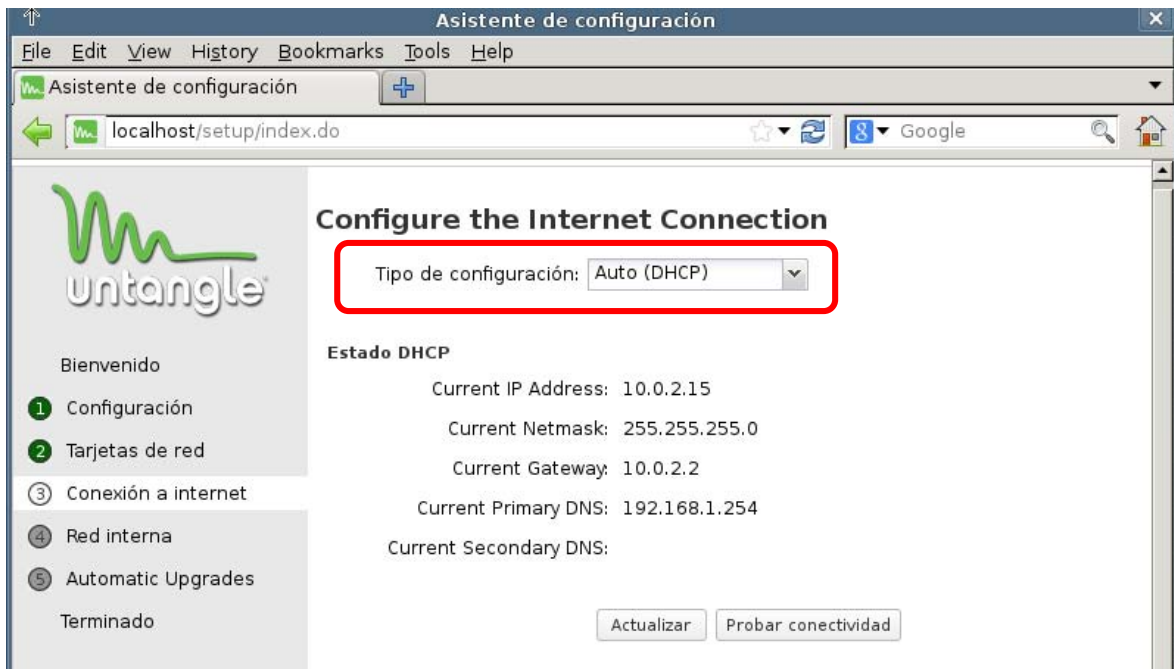 Asistente de configuración
File Edit View History Bookmarks Tools Help
Asistente de configuración
localhost/setup/index.do Google
untangle
Bienvenido
1 Configuración
2 Tarjetas de red
3 Conexión a internet
4 Red interna
5 Automatic Upgrades
Terminado
Configure the Internet Connection
Tipo de configuración: Auto (DHCP)
Estado DHCP
Current IP Address: 10.0.2.15
Current Netmask: 255.255.255.0
Current Gateway: 10.0.2.2
Current Primary DNS: 192.168.1.254
Current Secondary DNS:
Actualizar Probar conectividad